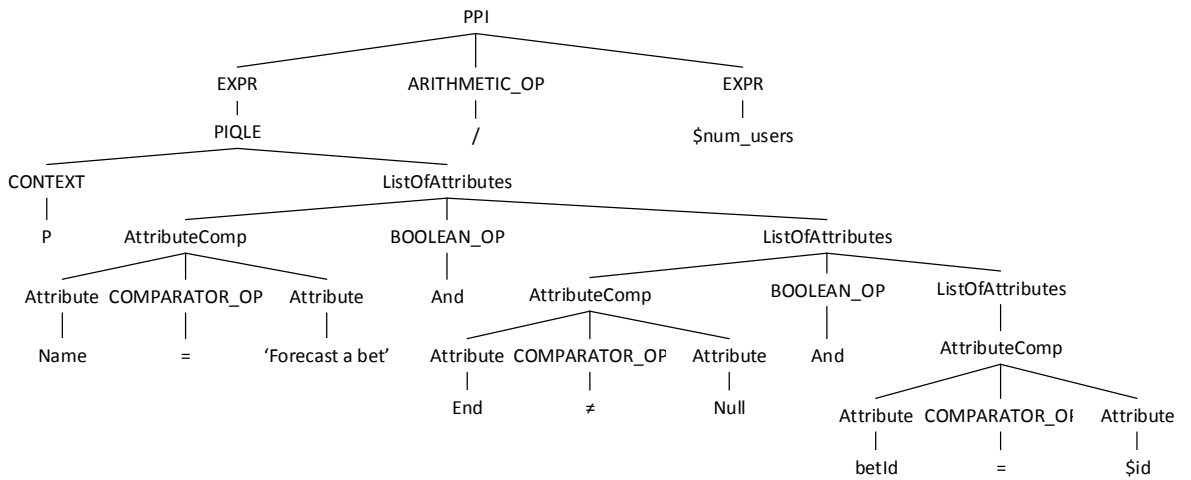 PPI
EXPR ARITHMETIC_OP EXPR
PIQLE / $num_users
CONTEXT ListOfAttributes
P AttributeComp BOOLEAN_OP ListOfAttributes
Attribute COMPARATOR_OP Attribute And AttributeComp BOOLEAN_OP ListOfAttributes
Name = ‘Forecast a bet’ Attribute COMPARATOR_OP Attribute And AttributeComp
End ≠ Null Attribute COMPARATOR_OP Attribute
betId = $id